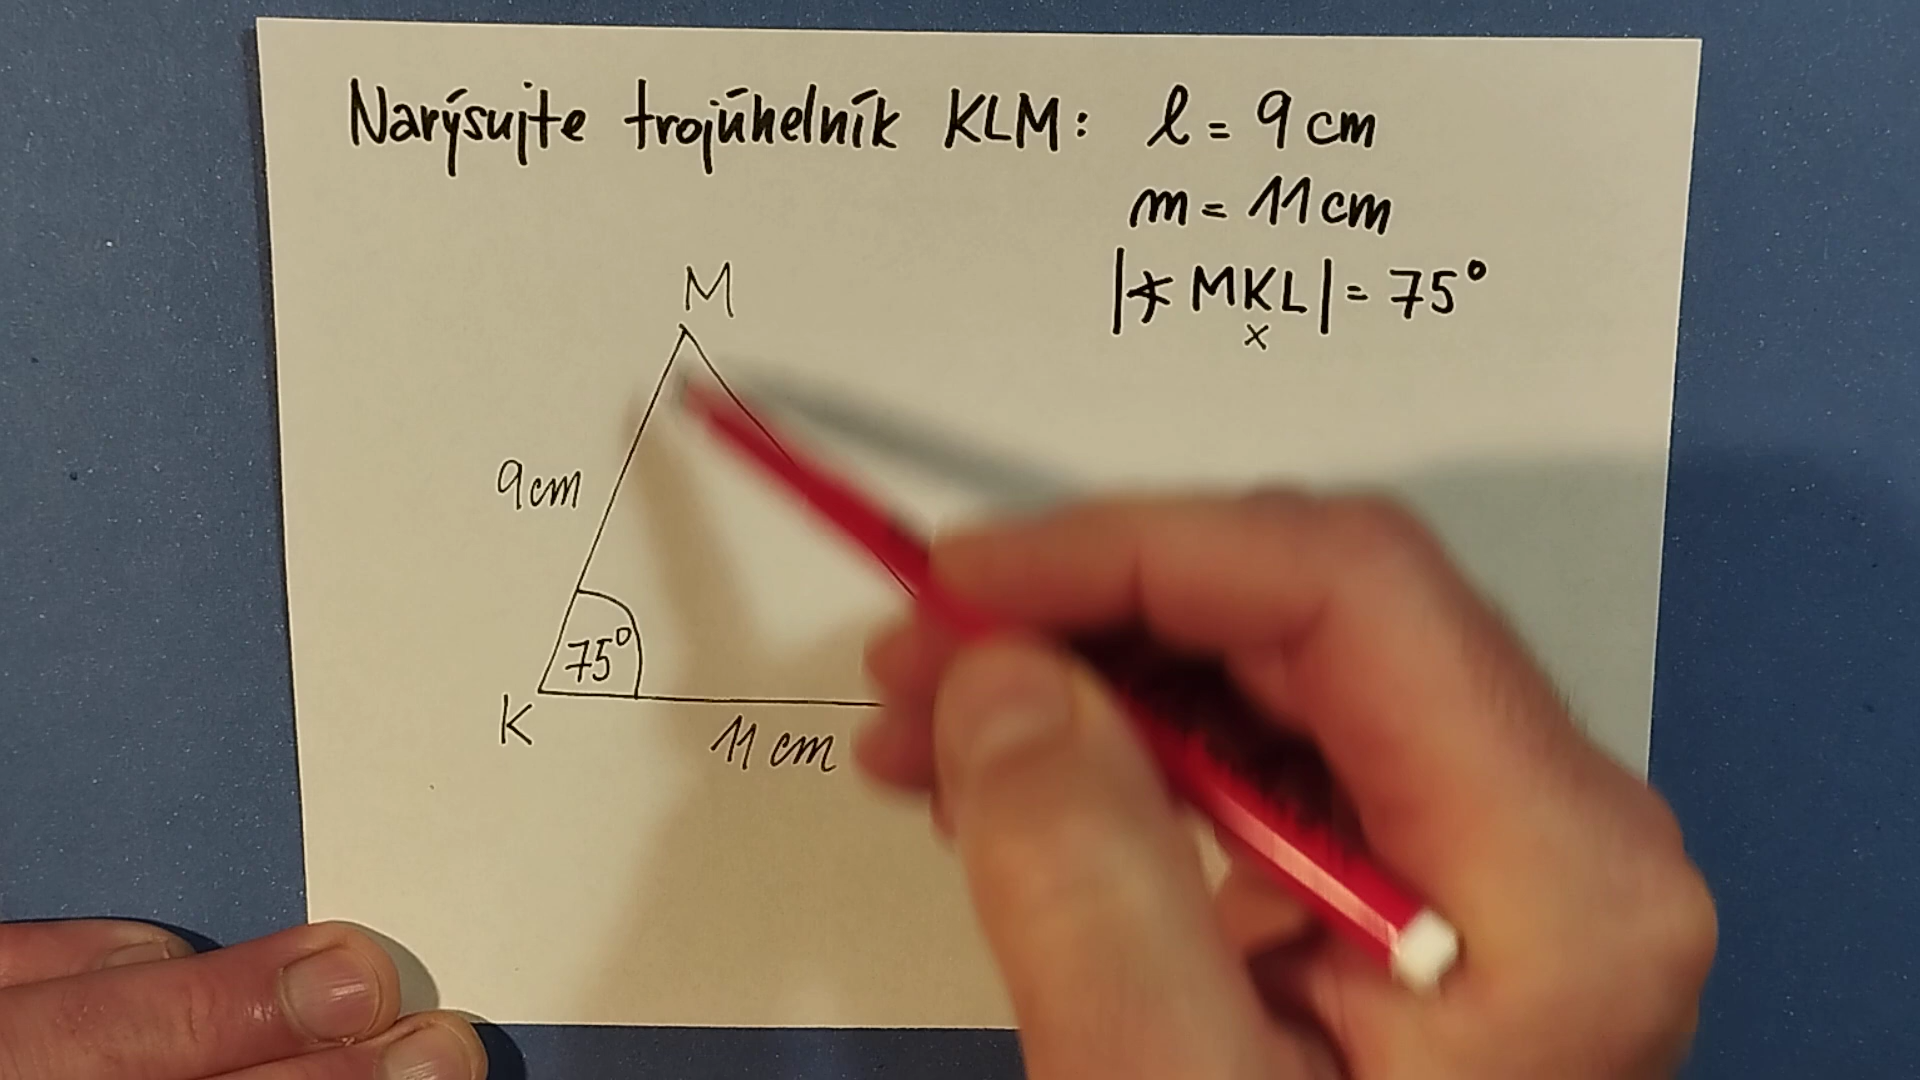 Narýsujte trojúhelník KLM: l = 9 cm
m = 11 cm
|∢ MKL| = 75°
x
M
9cm
75°
K
11 cm